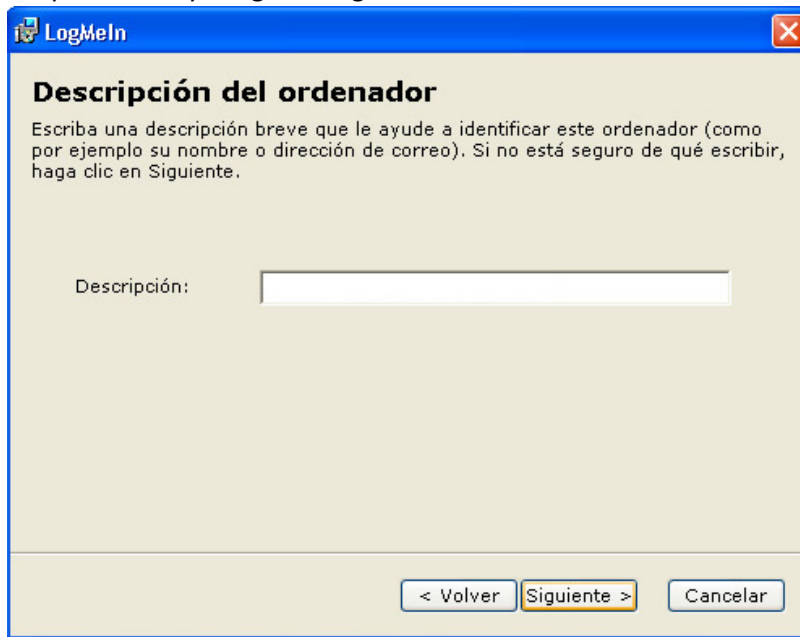 LogMeIn
Descripción del ordenador
Escriba una descripción breve que le ayude a identificar este ordenador (como
por ejemplo su nombre o dirección de correo). Si no está seguro de qué escribir,
haga clic en Siguiente.
Descripción:
< Volver Siguiente > Cancelar